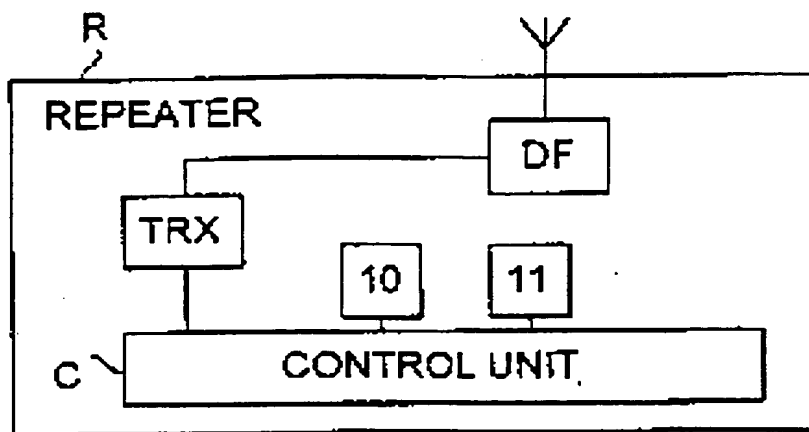 R
REPEATER
DF
TRX
10
11
C
CONTROL UNIT